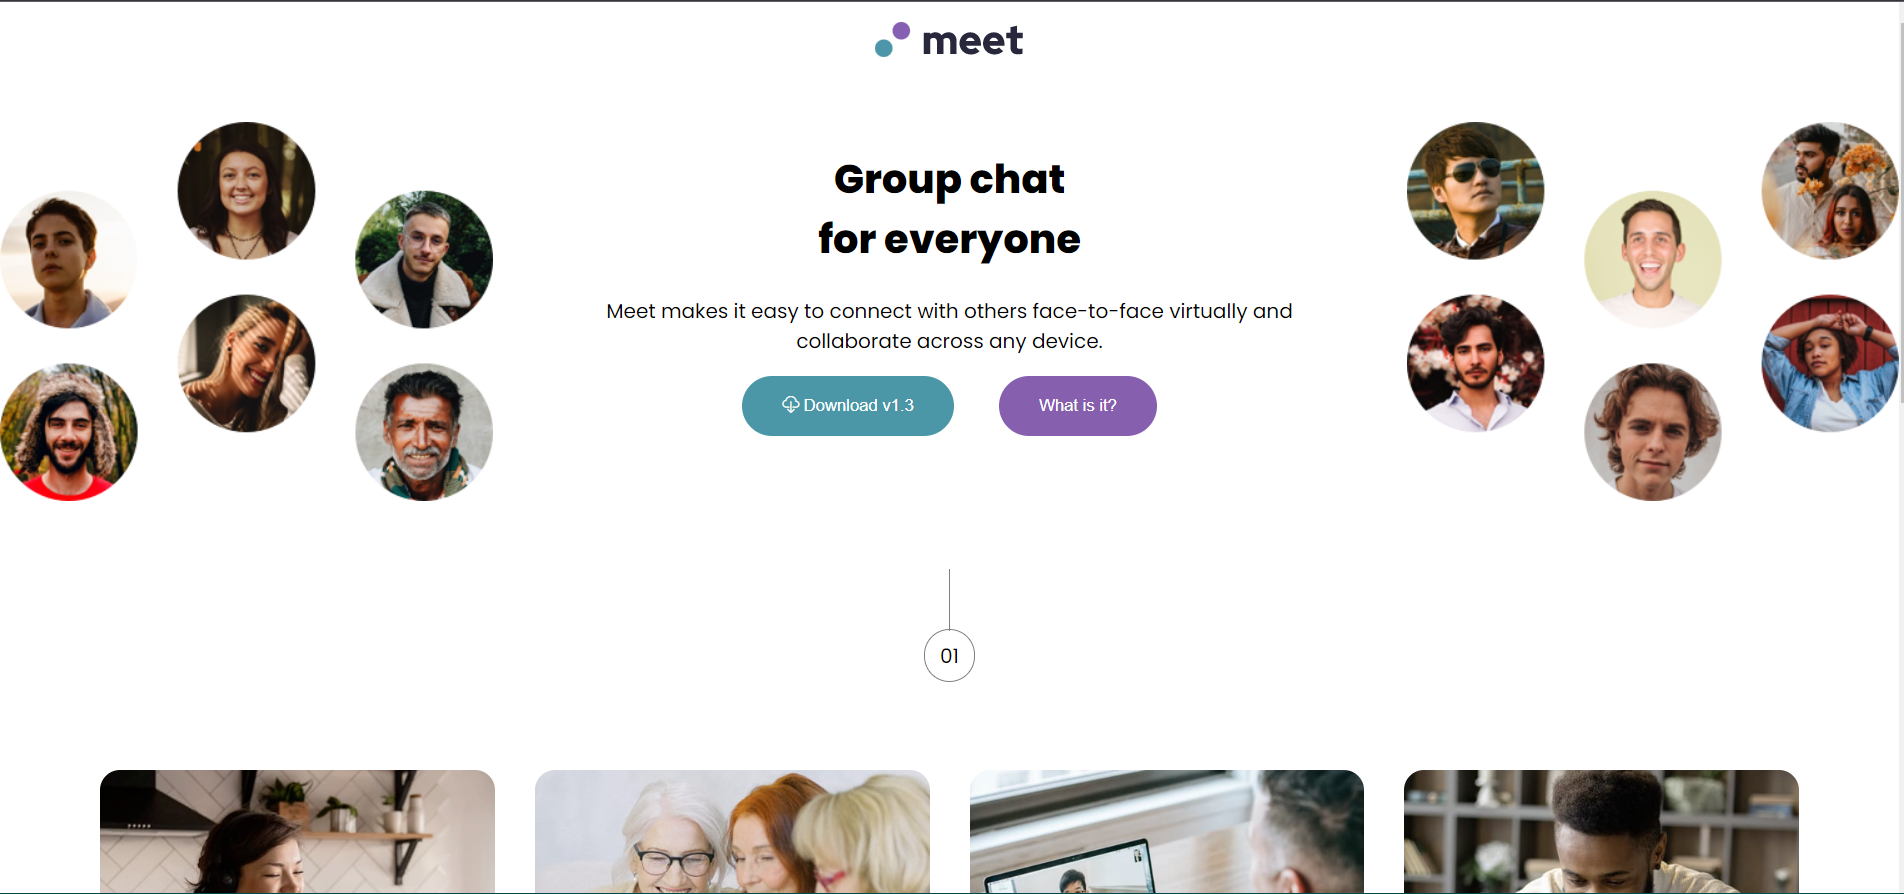 meet
Group chat
for everyone
Meet makes it easy to connect with others face-to-face virtually and
collaborate across any device.
Download v1.3
What is it?
01